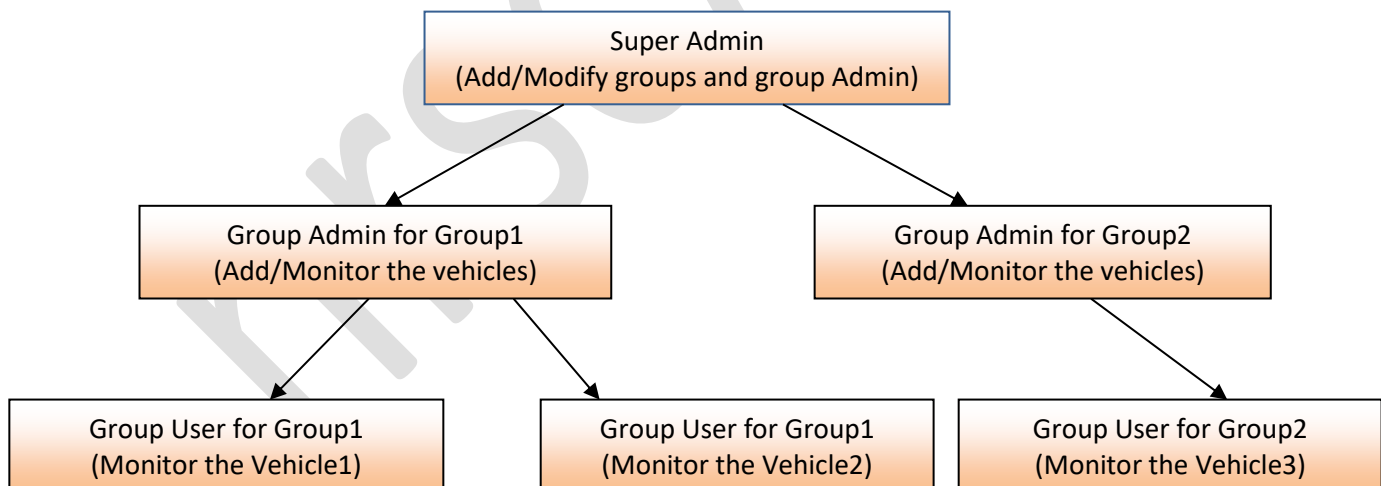 Super Admin
(Add/Modify groups and group Admin)
Group Admin for Group1
(Add/Monitor the vehicles)
Group Admin for Group2
(Add/Monitor the vehicles)
Group User for Group1
(Monitor the Vehicle1)
Group User for Group1
(Monitor the Vehicle2)
Group User for Group2
(Monitor the Vehicle3)